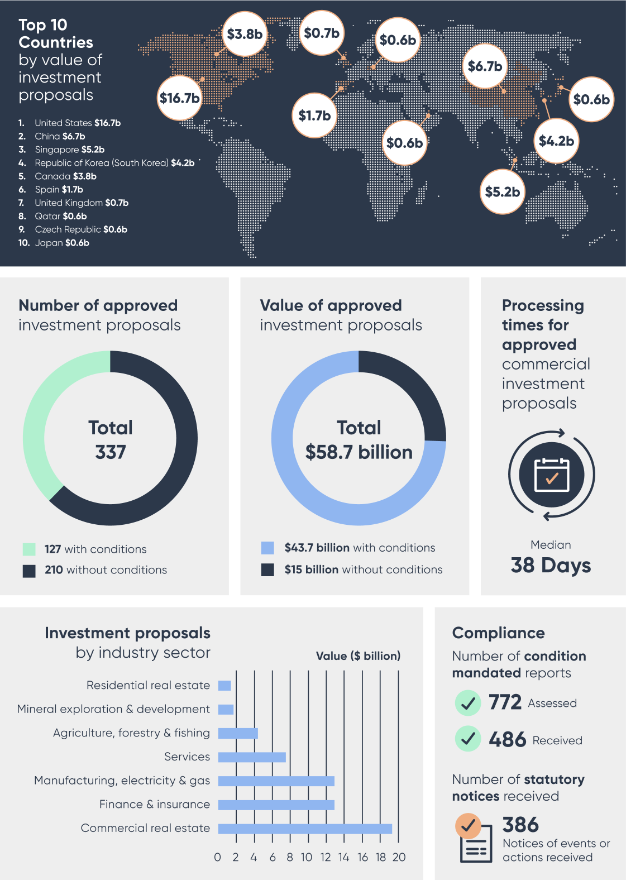 Top 10
Countries
by value of
investment
proposals
1. United States $16.7b
2. China $6.7b
3. Singapore $5.2b
4. Republic of Korea (South Korea) $4.2b
5. Canada $3.8b
6. Spain $1.7b
7. United Kingdom $0.7b
8. Qatar $0.6b
9. Czech Republic $0.6b
10. Japan $0.6b
$3.8b
$0.7b
$0.6b
$6.7b
$16.7b
$0.6b
$1.7b
$0.6b
$4.2b
$5.2b
Number of approved
investment proposals
Total
337
127 with conditions
210 without conditions
Value of approved
investment proposals
Total
$58.7 billion
$43.7 billion with conditions
$15 billion without conditions
Processing
times for
approved
commercial
investment
proposals
Median
38 Days
Investment proposals
by industry sector
Value ($ billion)
Residential real estate
Mineral exploration & development
Agriculture, forestry & fishing
Services
Manufacturing, electricity & gas
Finance & insurance
Commercial real estate
0 2 4 6 8 10 12 14 16 18 20
Compliance
Number of condition
mandated reports
772 Assessed
486 Received
Number of statutory
notices received
386
Notices of events or
actions received